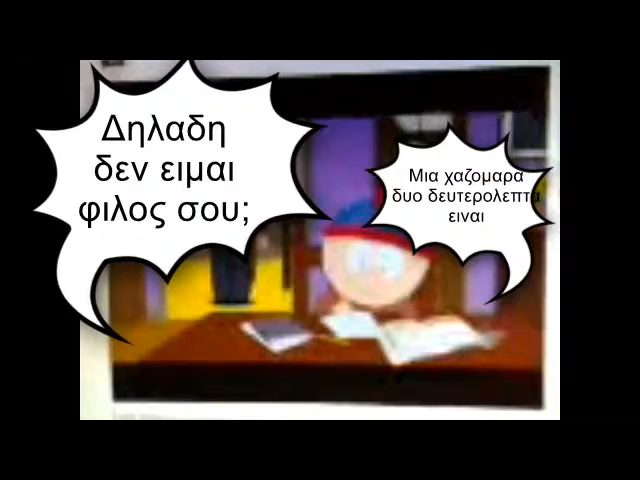 Δηλαδη
δεν ειμαι
φιλος σου;
Μια χαζομαρα
δυο δευτερολεπτα
ειναι